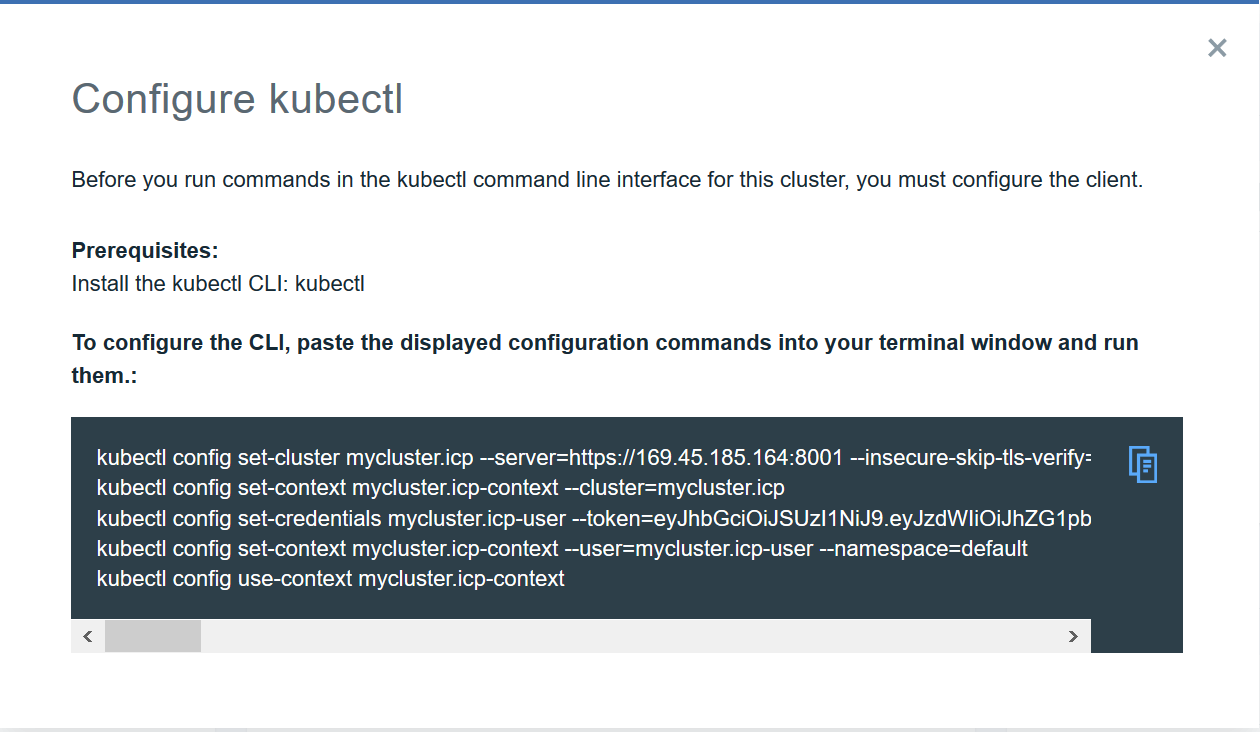 Configure kubectl
Before you run commands in the kubectl command line interface for this cluster, you must configure the client.
Prerequisites:
Install the kubectl CLI: kubectl
To configure the CLI, paste the displayed configuration commands into your terminal window and run
them.:
kubectl config set-cluster mycluster.icp --server=https://169.45.185.164:8001 --insecure-skip-tls-verify=
kubectl config set-context mycluster.icp-context --cluster=mycluster.icp
kubectl config set-credentials mycluster.icp-user --token=eyJhbGciOiJSUzI1NiJ9.eyJzdWIiOiJhZG1pb
kubectl config set-context mycluster.icp-context --user=mycluster.icp-user --namespace=default
kubectl config use-context mycluster.icp-context